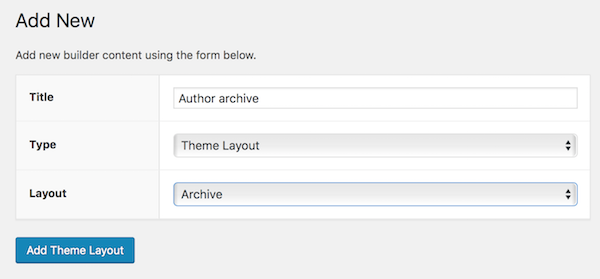 Add New
Add new builder content using the form below.
Title Author archive
Type Theme Layout
Layout Archive
Add Theme Layout